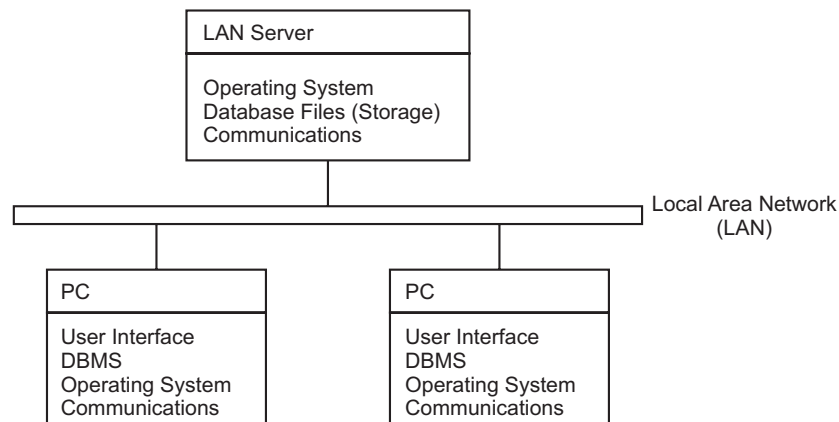 LAN Server
Operating System
Database Files (Storage)
Communications
Local Area Network
(LAN)
PC
User Interface
DBMS
Operating System
Communications
PC
User Interface
DBMS
Operating System
Communications